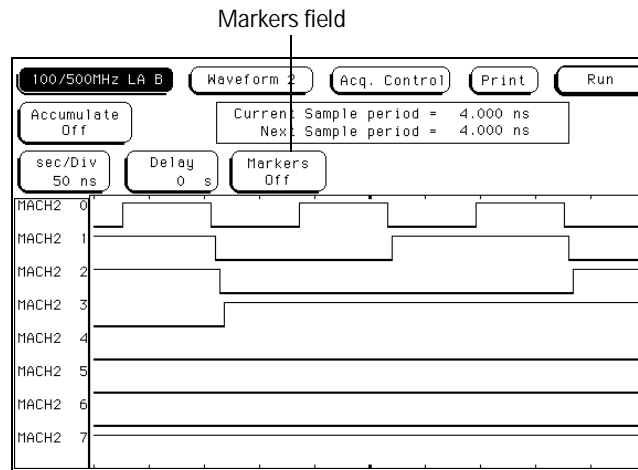 Markers field
100/500MHz LA B
Waveform 2
Acq. Control
Print
Run
Accumulate
Off
Current Sample period = 4.000 ns
Next Sample period = 4.000 ns
sec/Div
50 ns
Delay
0 s
Markers
Off
MACH2 0
MACH2 1
MACH2 2
MACH2 3
MACH2 4
MACH2 5
MACH2 6
MACH2 7